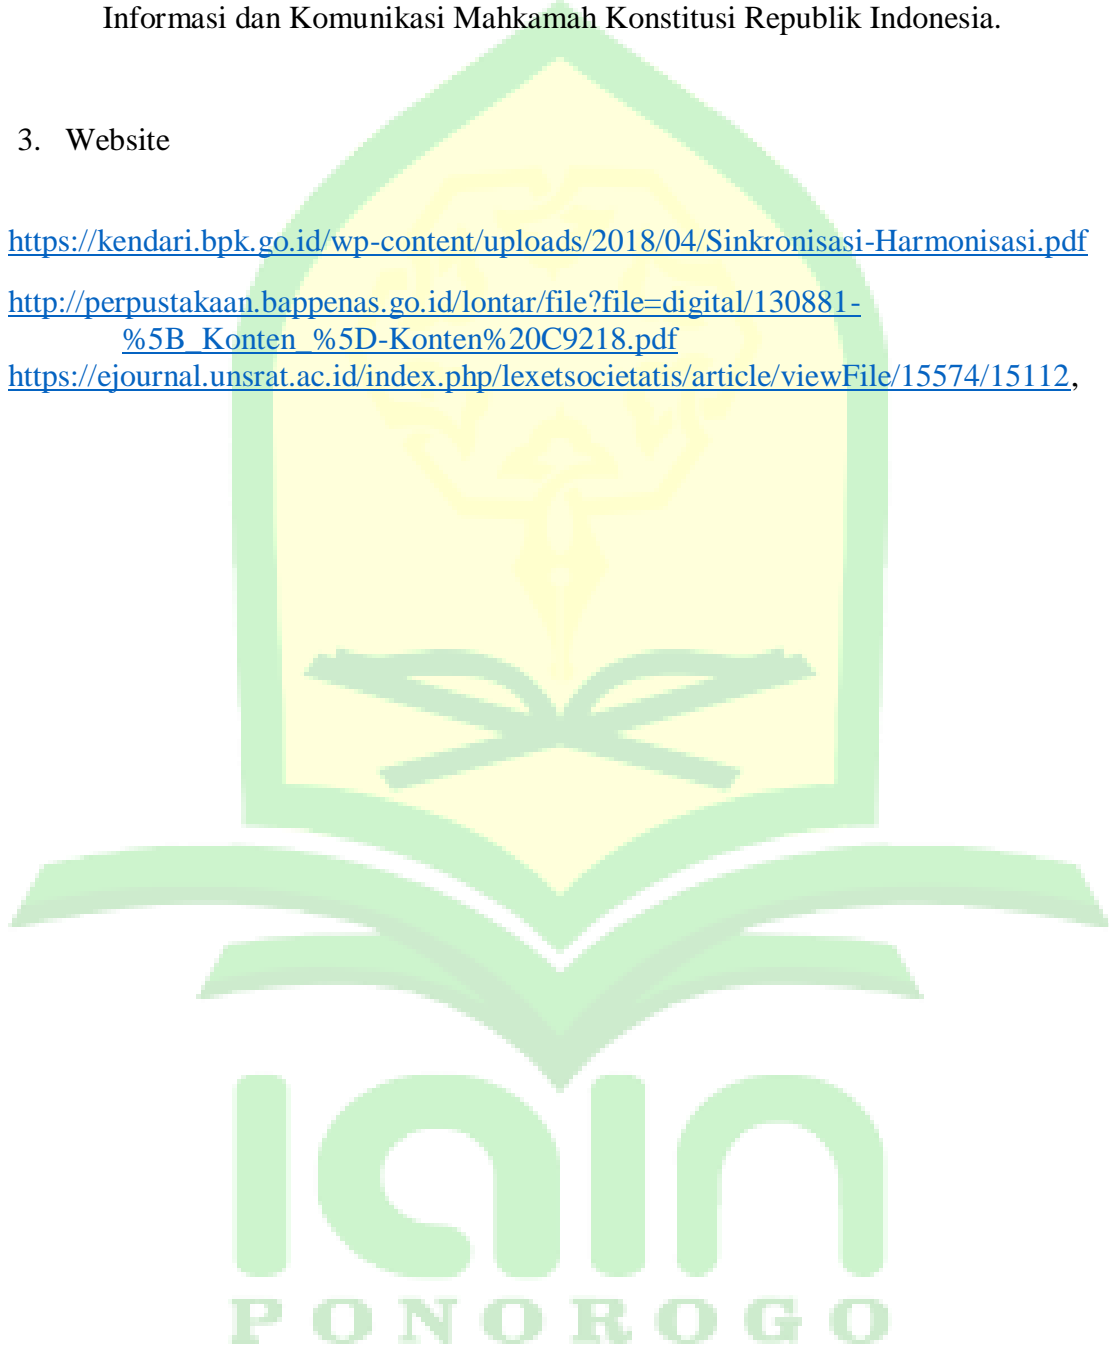 Informasi dan Komunikasi Mahkamah Konstitusi Republik Indonesia.
3. Website
https://kendari.bpk.go.id/wp-content/uploads/2018/04/Sinkronisasi-Harmonisasi.pdf
http://perpustakaan.bappenas.go.id/lontar/file?file=digital/130881-
%5B_Konten_%5D-Konten%20C9218.pdf
https://ejournal.unsrat.ac.id/index.php/lexetsocietatis/article/viewFile/15574/15112,
iain
PONOROGO